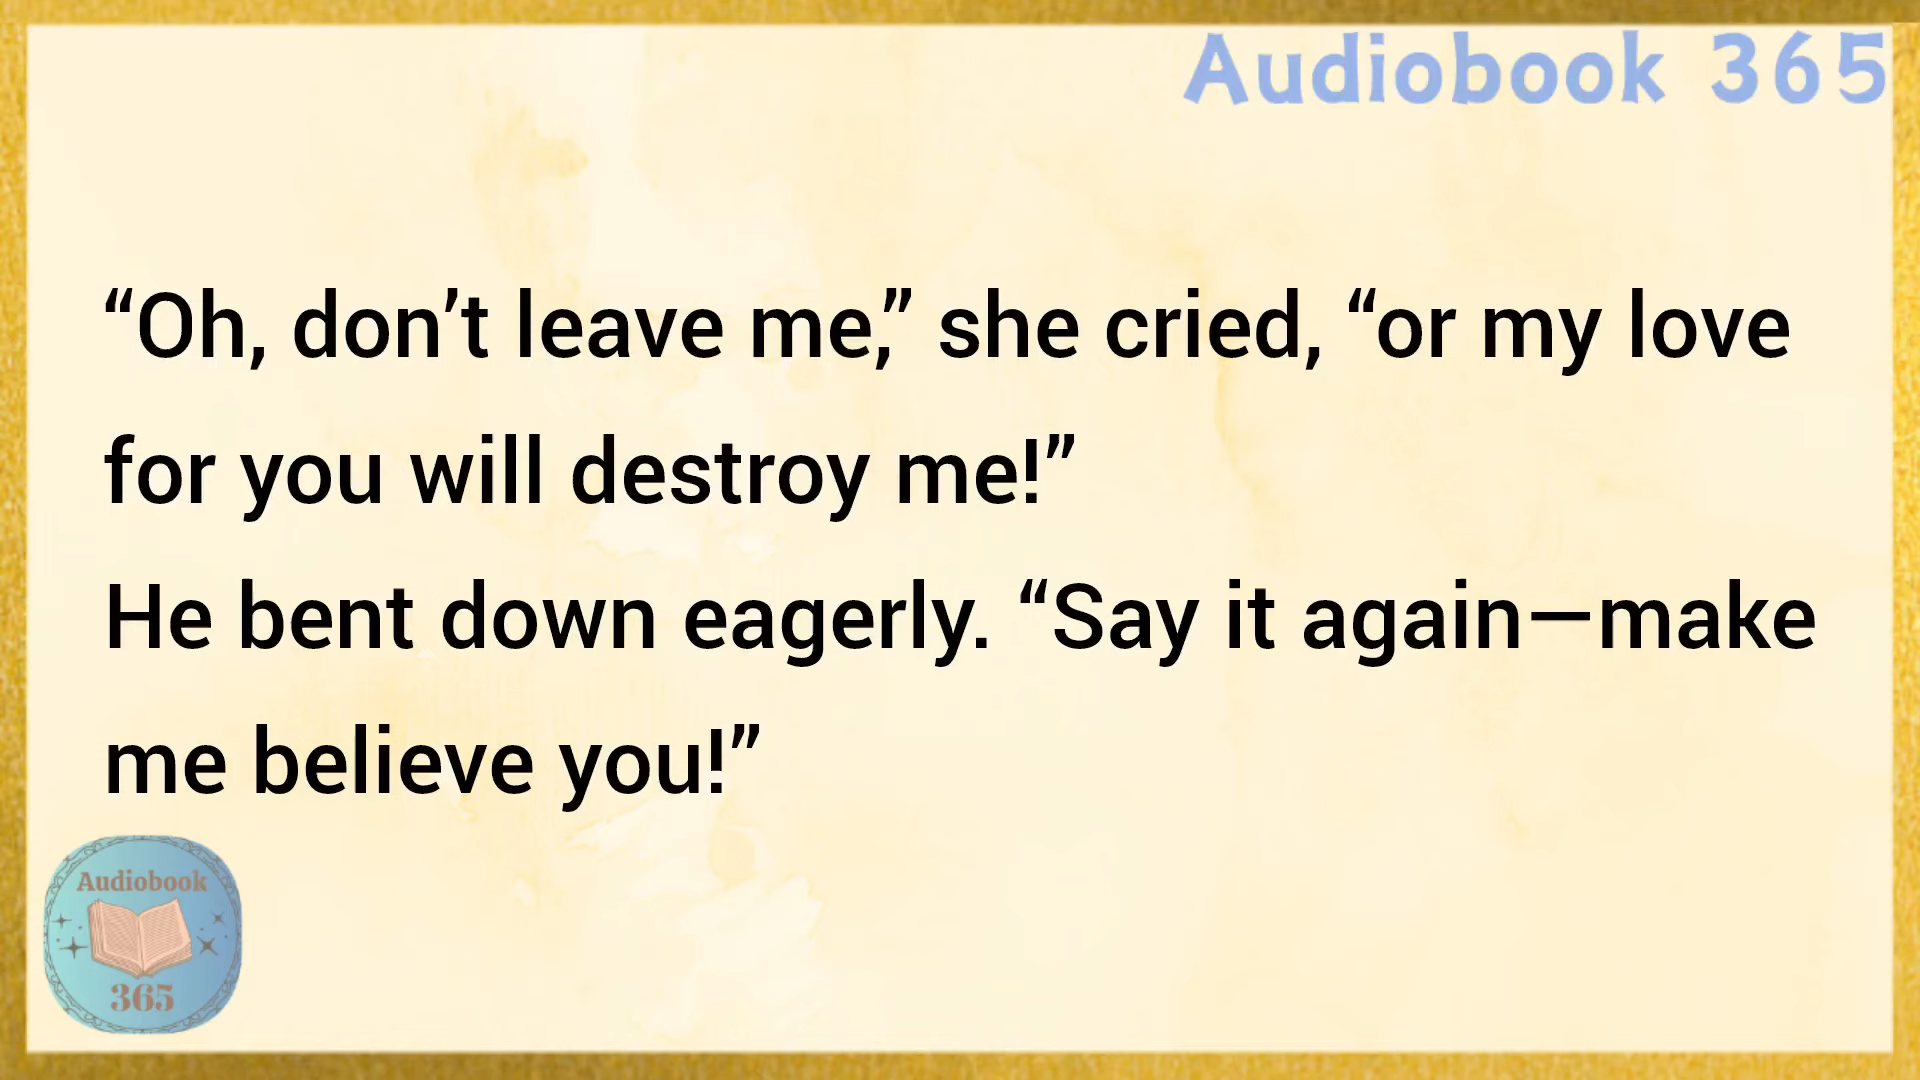 Audiobook 365
“Oh, don’t leave me,” she cried, “or my love
for you will destroy me!”
He bent down eagerly. “Say it again—make
me believe you!”
Audiobook
365